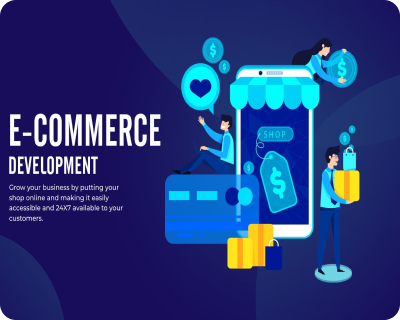 E-COMMERCE
DEVELOPMENT
Grow your business by putting your
shop online and making it easily
accessible and 24X7 available to your
customers.
SHOP
$
$
$